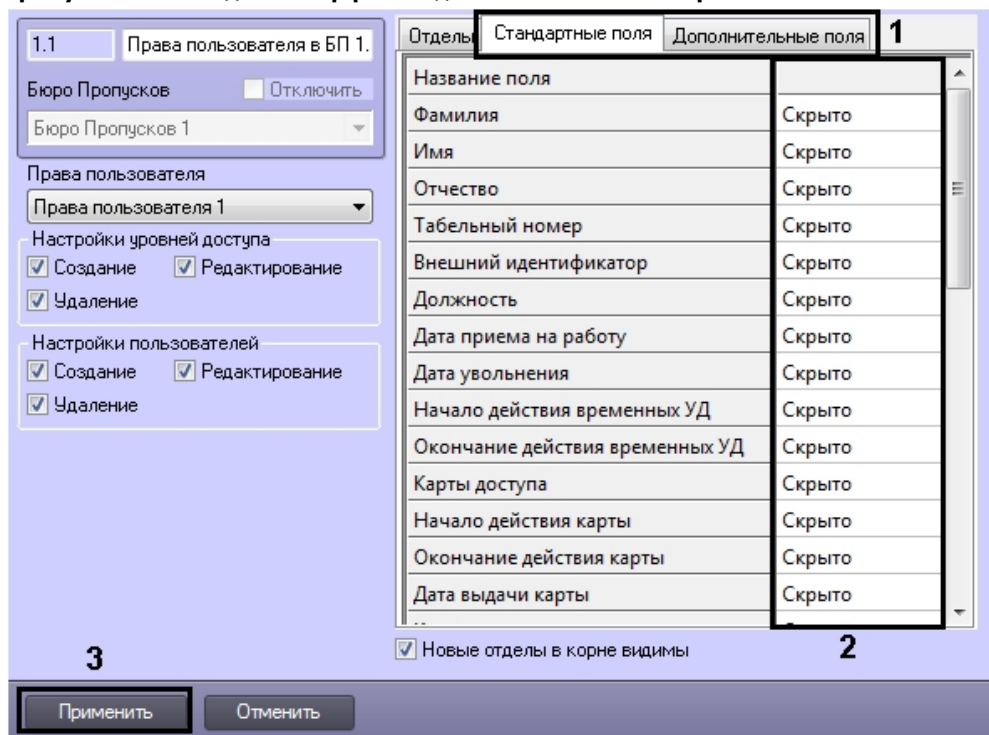 1.1 Права пользователя в БП 1.
Бюро Пропусков Отключить
Бюро Пропусков 1
Права пользователя
Права пользователя 1
Настройки уровней доступа
Создание Редактирование
Удаление
Настройки пользователей
Создание Редактирование
Удаление
Отделы Стандартные поля Дополнительные поля 1
Название поля
Фамилия Скрыто
Имя Скрыто
Отчество Скрыто
Табельный номер Скрыто
Внешний идентификатор Скрыто
Должность Скрыто
Дата приема на работу Скрыто
Дата увольнения Скрыто
Начало действия временных УД Скрыто
Окончание действия временных УД Скрыто
Карты доступа Скрыто
Начало действия карты Скрыто
Окончание действия карты Скрыто
Дата выдачи карты Скрыто
Новые отделы в корне видимы 2
3
Применить Отменить